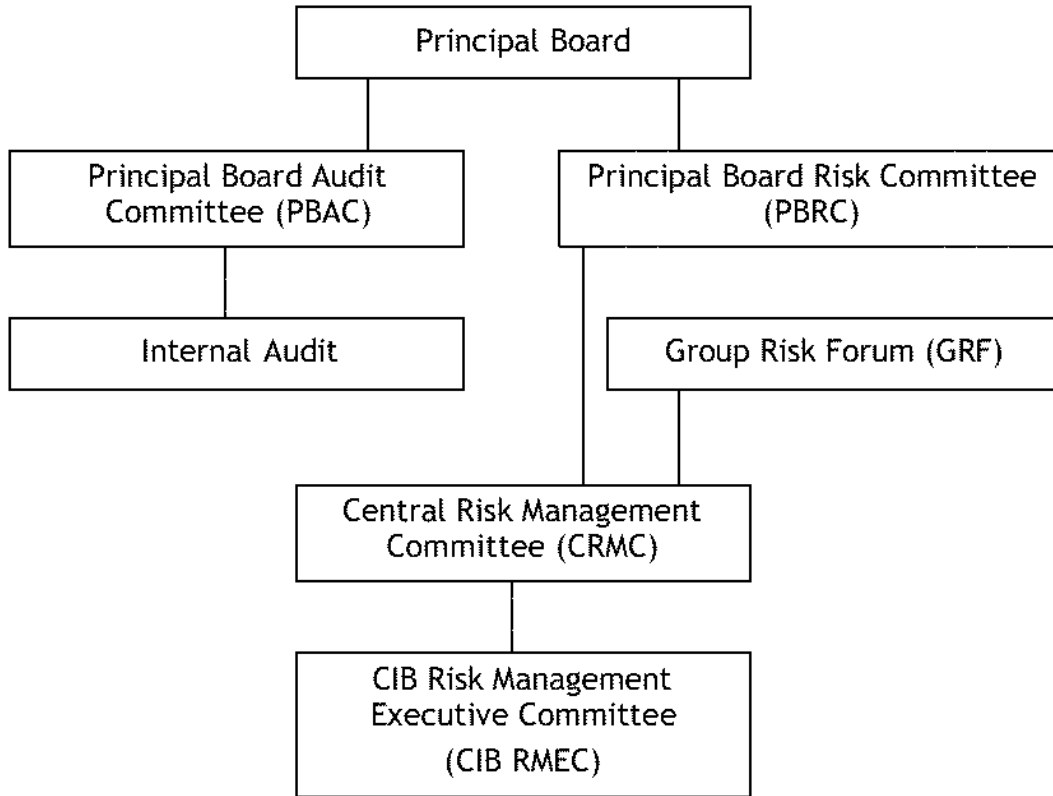 Principal Board
Principal Board Audit
Committee (PBAC)
Principal Board Risk Committee
(PBRC)
Internal Audit
Group Risk Forum (GRF)
Central Risk Management
Committee (CRMC)
CIB Risk Management
Executive Committee
(CIB RMEC)